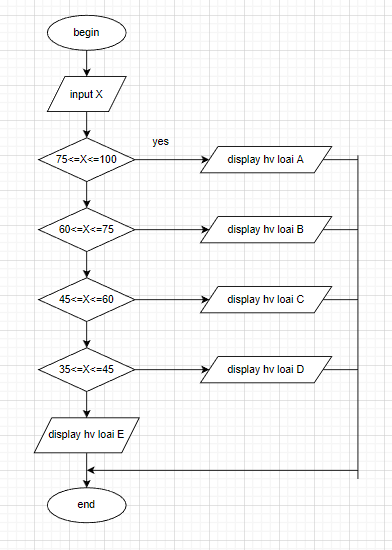 begin
input X
75<=X<=100
yes
display hv loai A
60<=X<=75
display hv loai B
45<=X<=60
display hv loai C
35<=X<=45
display hv loai D
display hv loai E
end